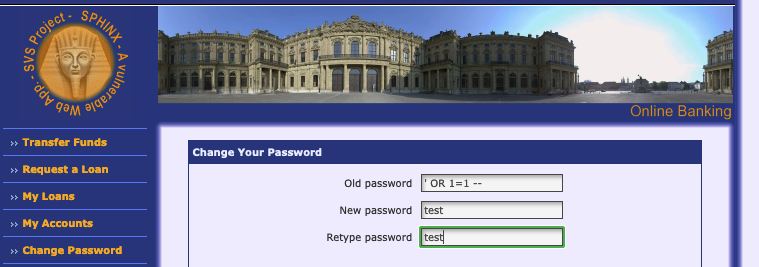 SVS Project - SPHINX - A vulnerable Web App. -
Online Banking
›› Transfer Funds
›› Request a Loan
›› My Loans
›› My Accounts
›› Change Password
Change Your Password
Old password ' OR 1=1 --
New password test
Retype password test